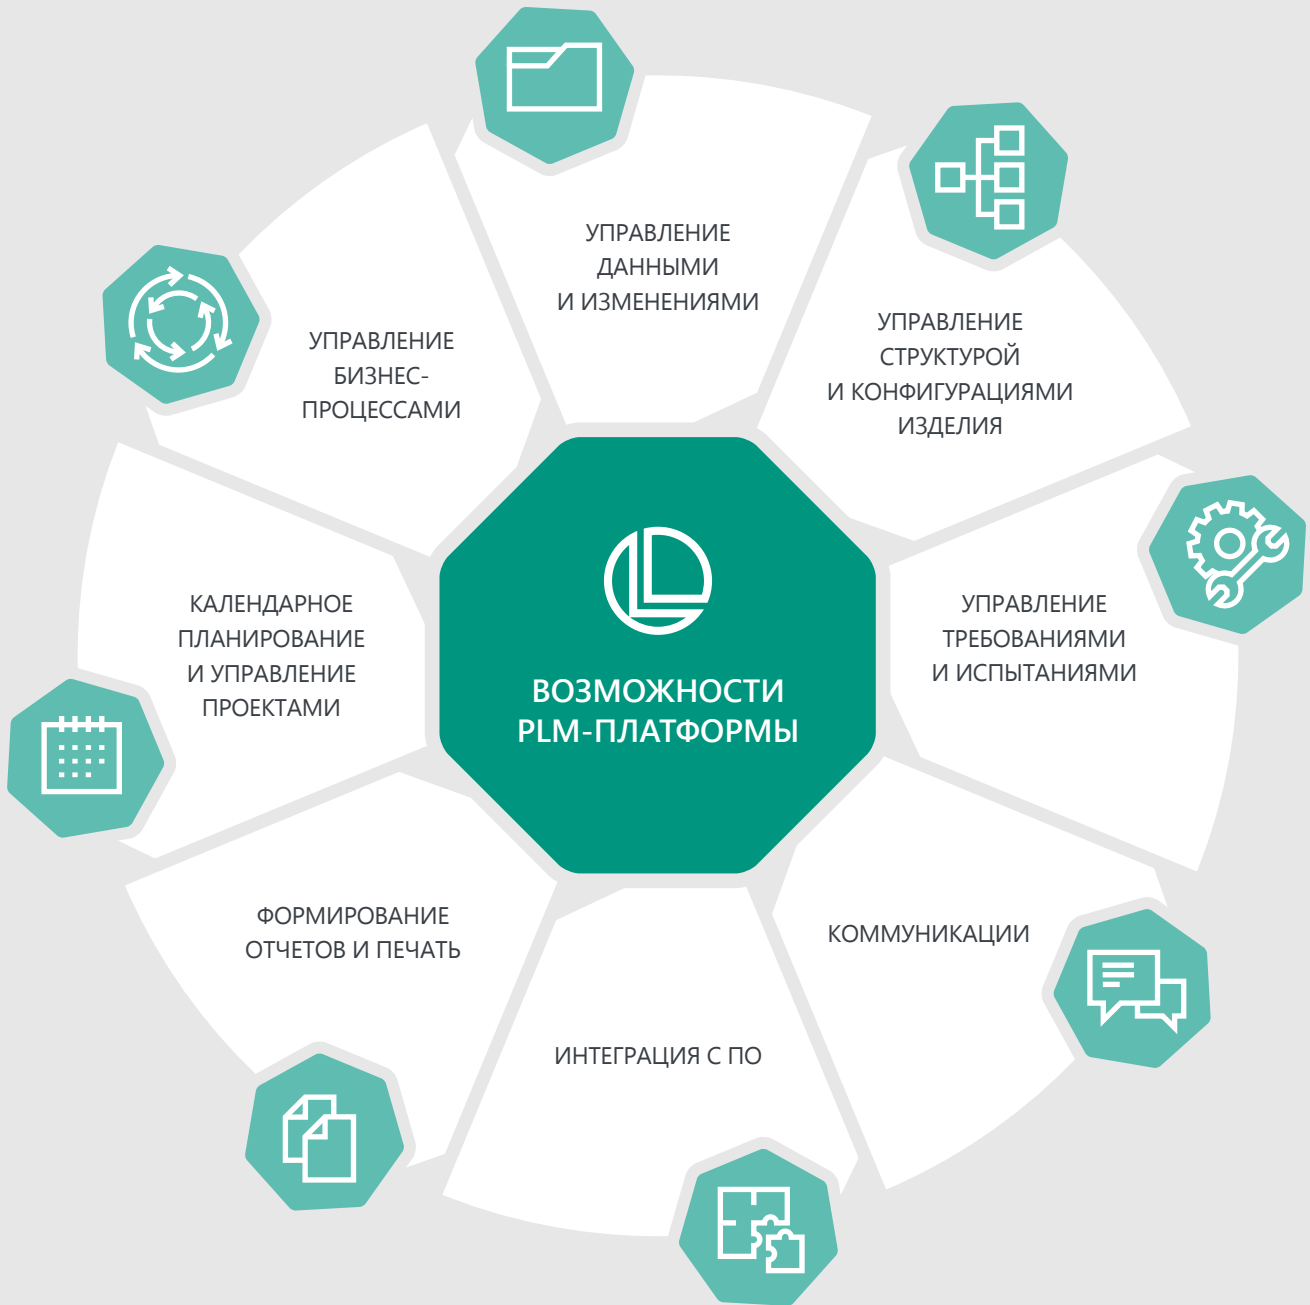 УПРАВЛЕНИЕ
ДАННЫМИ
И ИЗМЕНЕНИЯМИ
УПРАВЛЕНИЕ
СТРУКТУРОЙ
И КОНФИГУРАЦИЯМИ
ИЗДЕЛИЯ
УПРАВЛЕНИЕ
ТРЕБОВАНИЯМИ
И ИСПЫТАНИЯМИ
КОММУНИКАЦИИ
ИНТЕГРАЦИЯ С ПО
ФОРМИРОВАНИЕ
ОТЧЕТОВ И ПЕЧАТЬ
КАЛЕНДАРНОЕ
ПЛАНИРОВАНИЕ
И УПРАВЛЕНИЕ
ПРОЕКТАМИ
УПРАВЛЕНИЕ
БИЗНЕС-
ПРОЦЕССАМИ
ВОЗМОЖНОСТИ
PLM-ПЛАТФОРМЫ